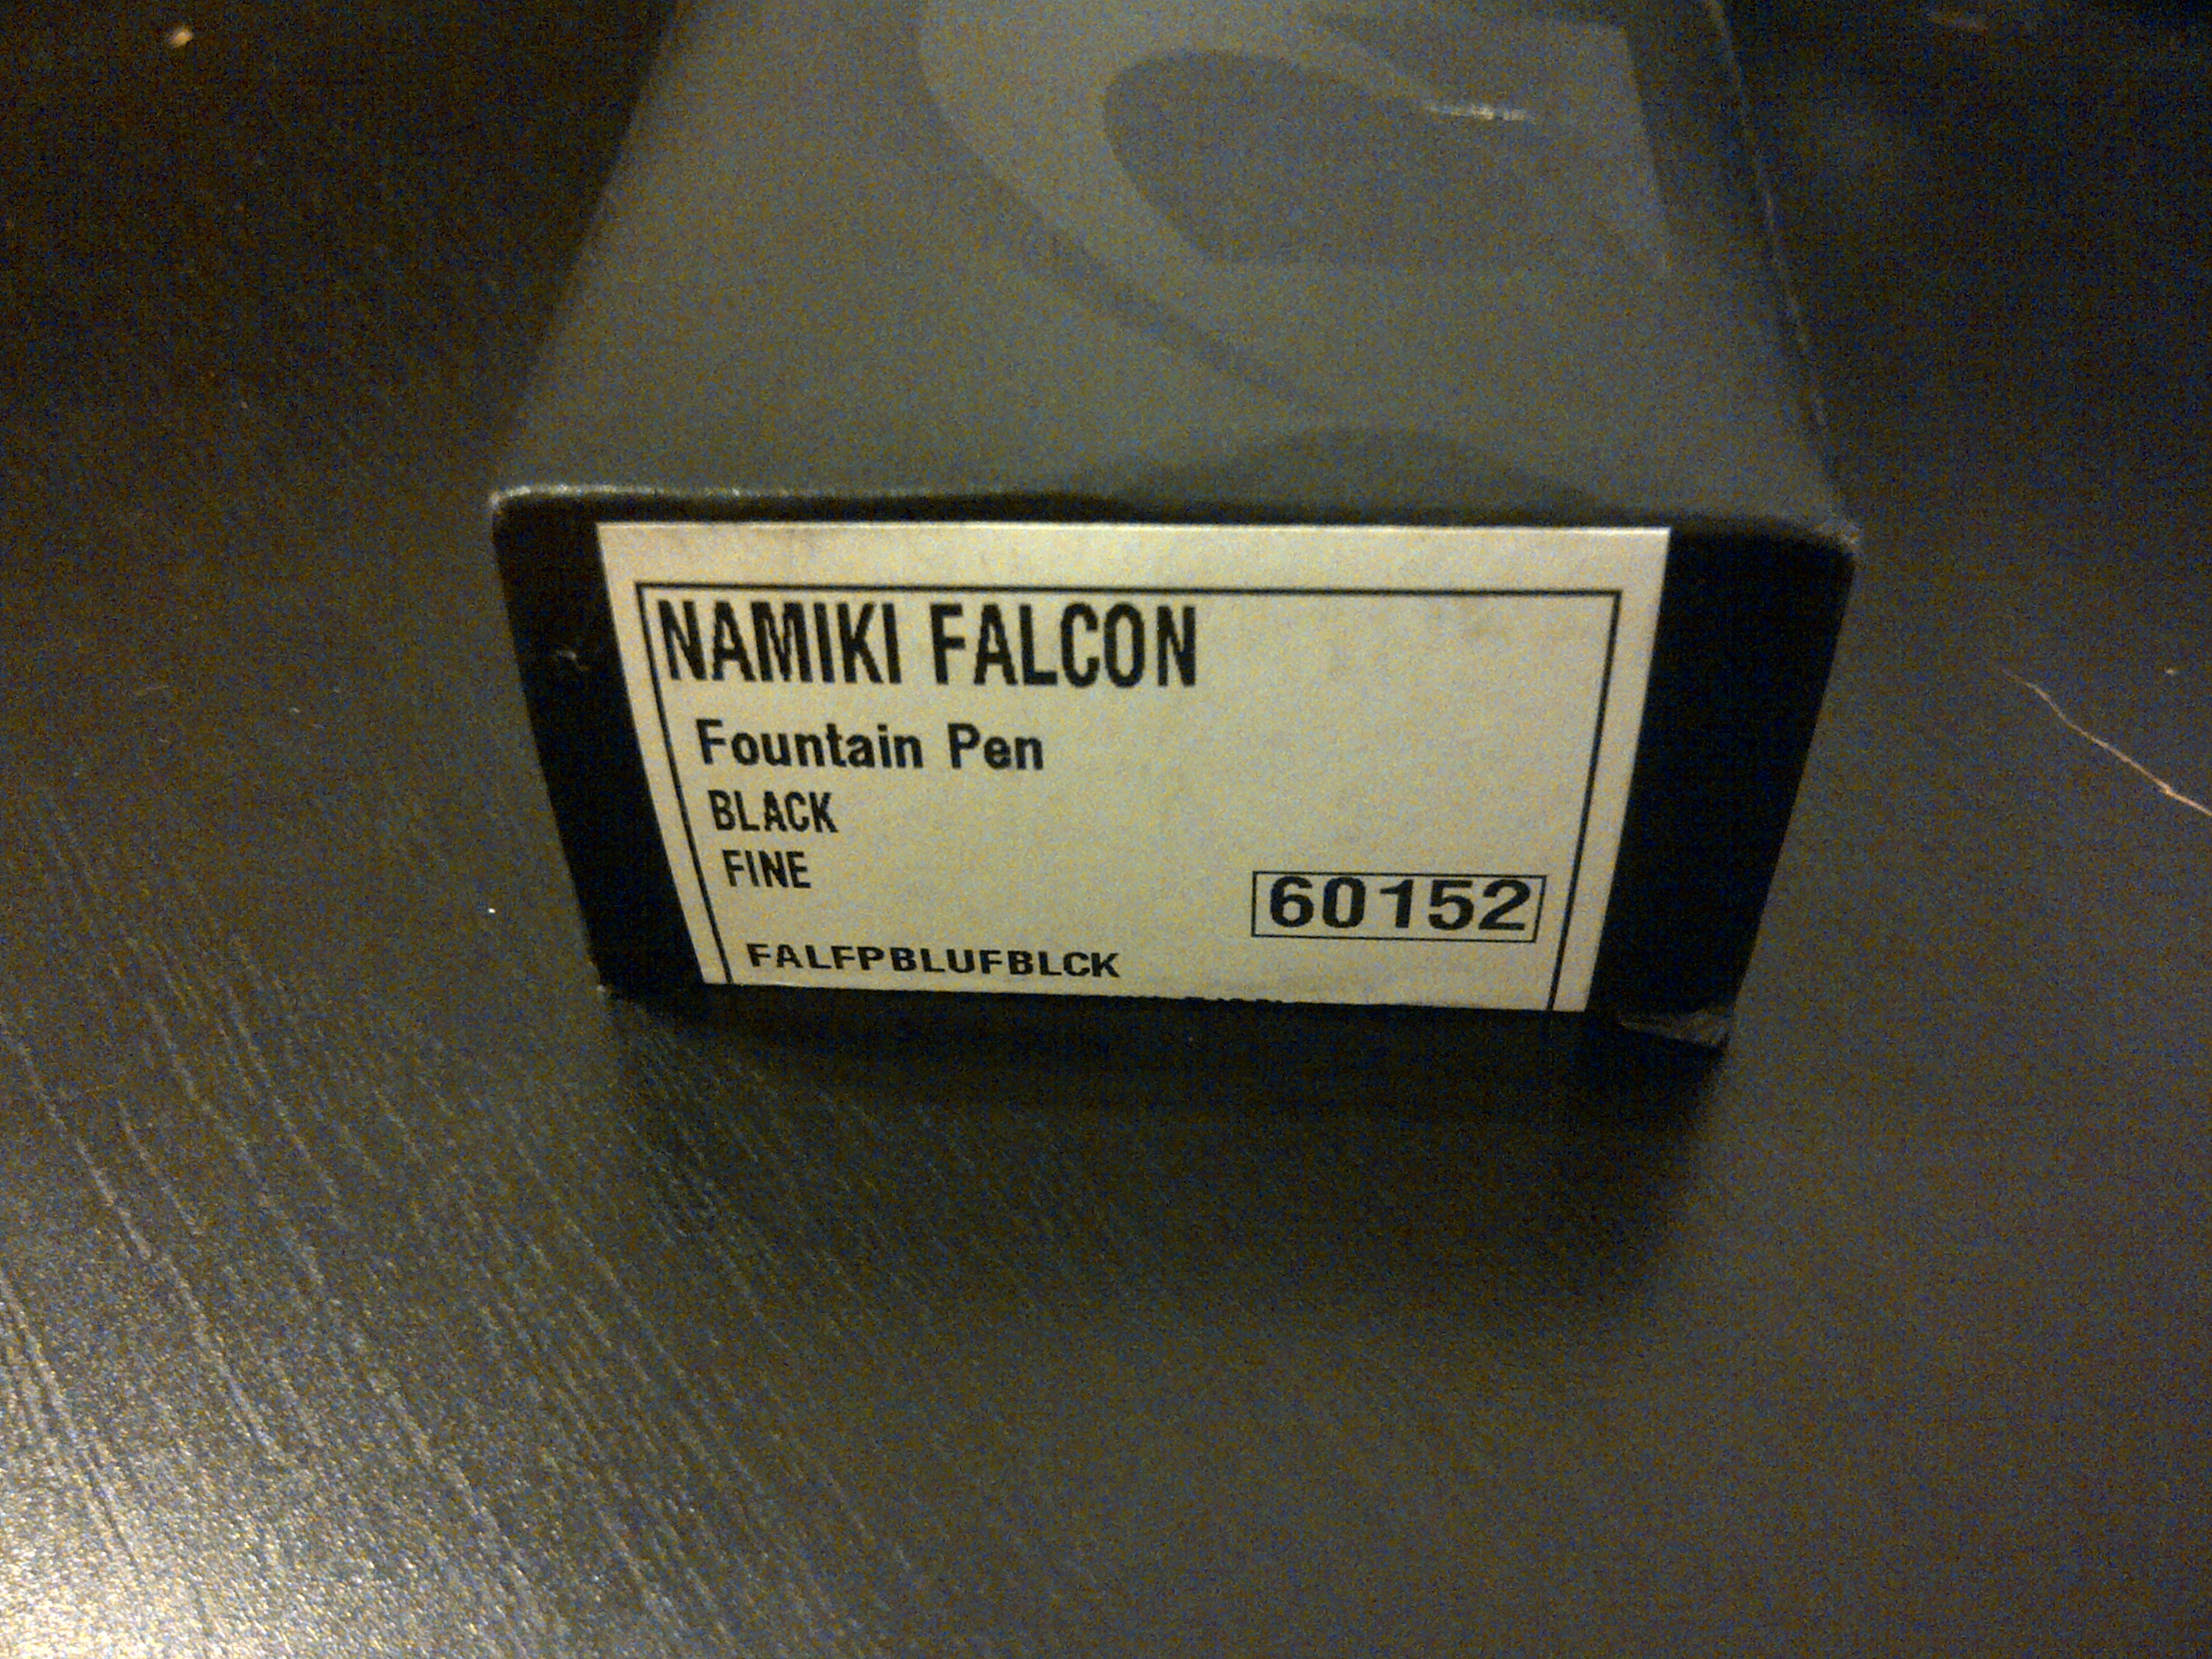 NAMIKI FALCON
Fountain Pen
BLACK
FINE
60152
FALFPBLUFBLCK